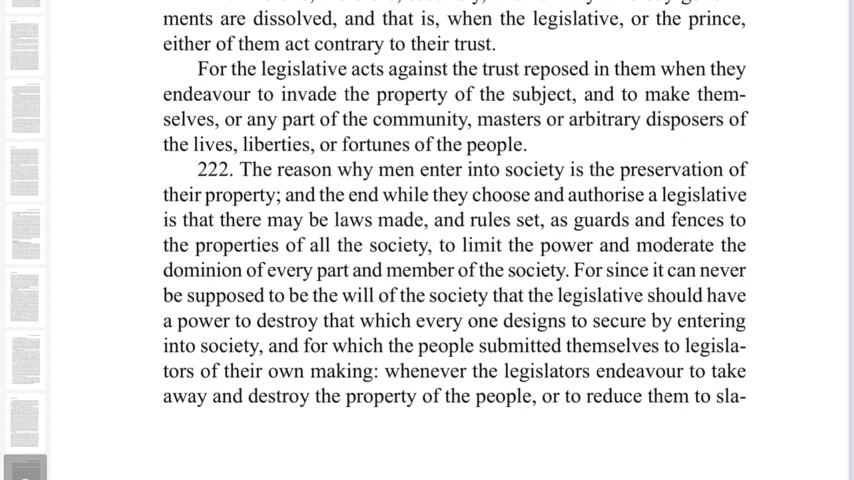 ments are dissolved, and that is, when the legislative, or the prince,
either of them act contrary to their trust.
For the legislative acts against the trust reposed in them when they
endeavour to invade the property of the subject, and to make them-
selves, or any part of the community, masters or arbitrary disposers of
the lives, liberties, or fortunes of the people.
222. The reason why men enter into society is the preservation of
their property; and the end while they choose and authorise a legislative
is that there may be laws made, and rules set, as guards and fences to
the properties of all the society, to limit the power and moderate the
dominion of every part and member of the society. For since it can never
be supposed to be the will of the society that the legislative should have
a power to destroy that which every one designs to secure by entering
into society, and for which the people submitted themselves to legisla-
tors of their own making: whenever the legislators endeavour to take
away and destroy the property of the people, or to reduce them to sla-